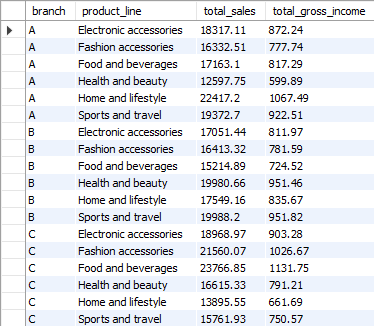 branch product_line total_sales total_gross_income
A Electronic accessories 18317.11 872.24
A Fashion accessories 16332.51 777.74
A Food and beverages 17163.1 817.29
A Health and beauty 12597.75 599.89
A Home and lifestyle 22417.2 1067.49
A Sports and travel 19372.7 922.51
B Electronic accessories 17051.44 811.97
B Fashion accessories 16413.32 781.59
B Food and beverages 15214.89 724.52
B Health and beauty 19980.66 951.46
B Home and lifestyle 17549.16 835.67
B Sports and travel 19988.2 951.82
C Electronic accessories 18968.97 903.28
C Fashion accessories 21560.07 1026.67
C Food and beverages 23766.85 1131.75
C Health and beauty 16615.33 791.21
C Home and lifestyle 13895.55 661.69
C Sports and travel 15761.93 750.57